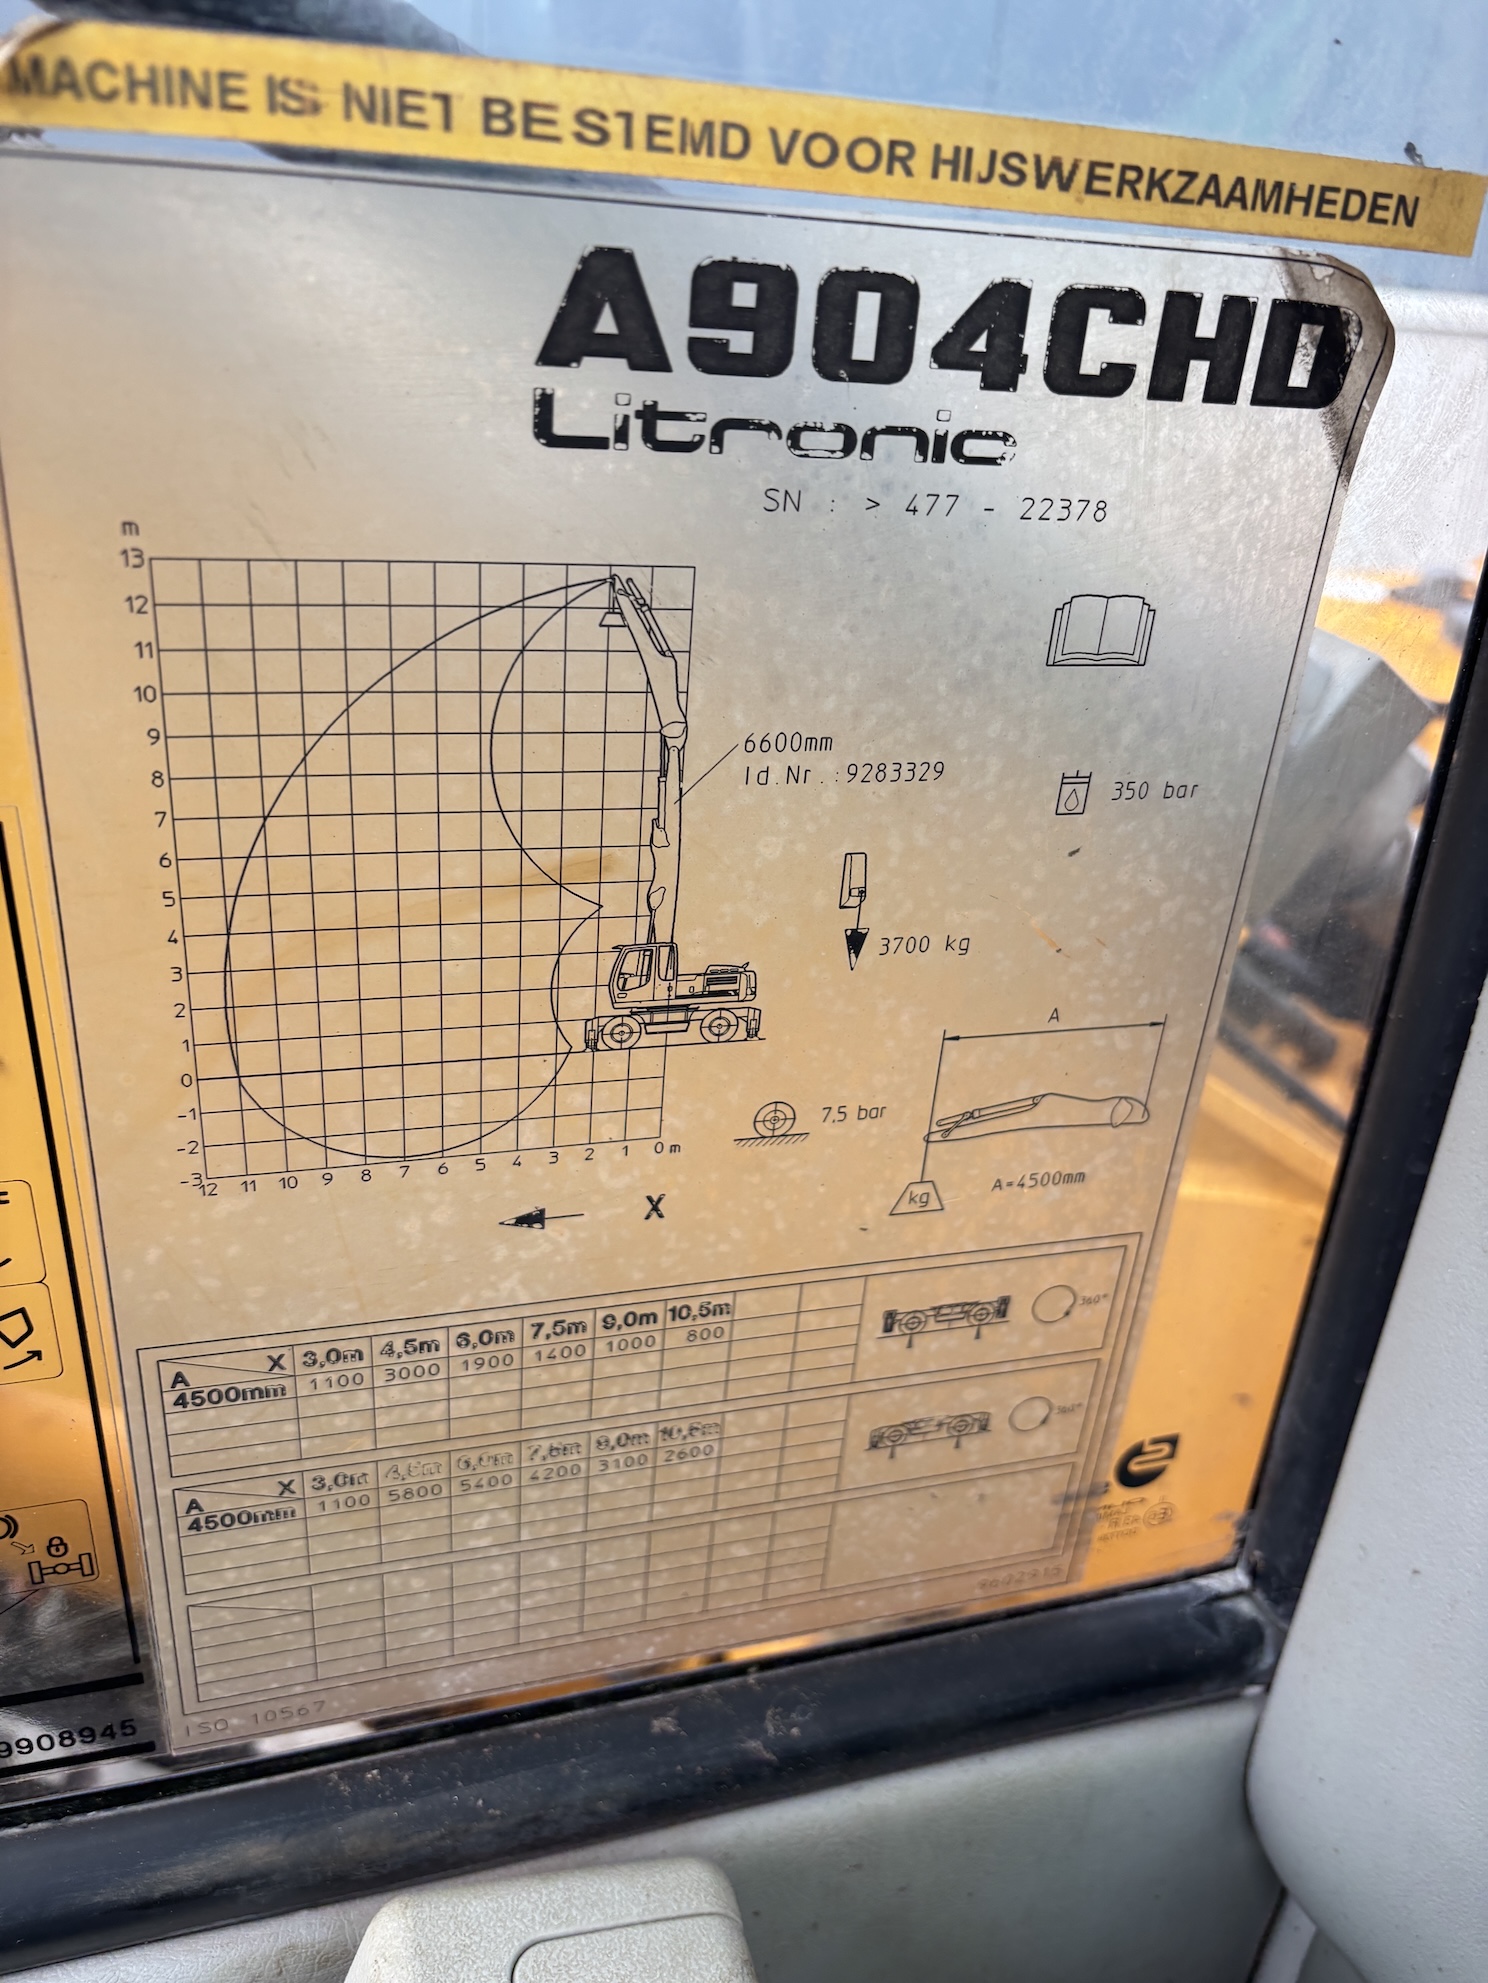 MACHINE IS NIET BESTEMD VOOR HIJSWERKZAAMHEDEN
A904CHD
Litronic
SN : > 477 - 22378
m
13
12
11
10
9
8
7
6
5
4
3
2
1
0
-1
-2
-3
12 11 10 9 8 7 6 5 4 3 2 1 0 m
X
6600mm
Id.Nr.:9283329
350 bar
3700 kg
7,5 bar
A
kg
A=4500mm
A X 3,0m 4,5m 6,0m 7,5m 9,0m 10,5m
4500mm 1100 3000 1900 1400 1000 800
360°
A X 3,0m 4,5m 6,0m 7,5m 9,0m 10,5m
4500mm 1100 5800 5400 4200 3100 2600
360°
9602915
ISO 10567
9908945